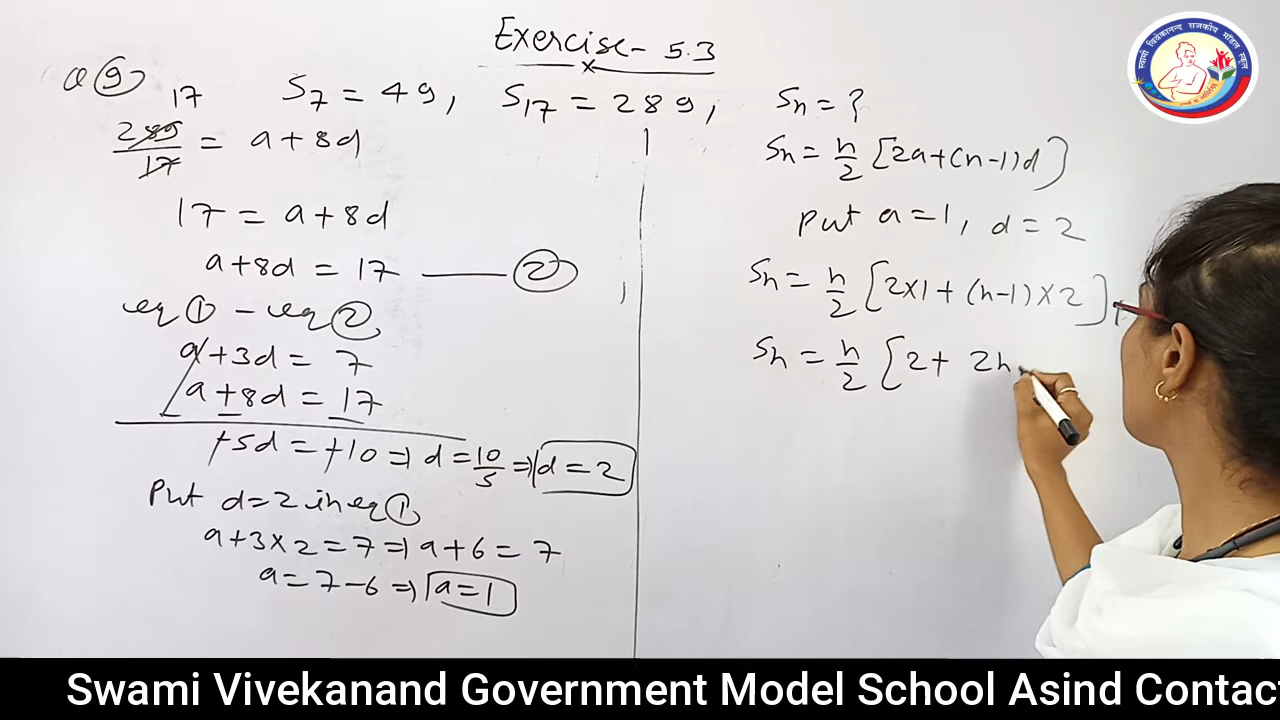 Exercise - 5.3
Q 9 S7 = 49, S17 = 289, Sn = ?
17
289/17 = a+8d
17 = a+8d
a+8d = 17 —— 2
eq 1 - eq 2
a+3d = 7
a+8d = 17
+5d = +10 ⇒ d = 10/5 ⇒ d = 2
Put d=2 in eq 1
a+3×2 = 7 ⇒ a+6 = 7
a = 7-6 ⇒ a=1
Sn = n/2 [2a+(n-1)d]
Put a=1, d=2
Sn = n/2 [2×1+(n-1)×2]
Sn = n/2 [2+ 2n
स्वामी विवेकानन्द राजकीय मॉडल स्कूल
Swami Vivekanand Government Model School Asind Contact